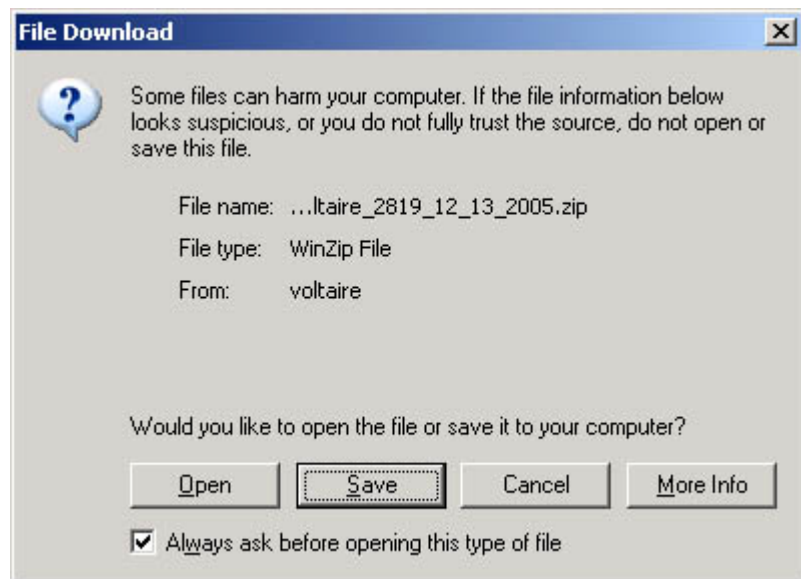 File Download
Some files can harm your computer. If the file information below
looks suspicious, or you do not fully trust the source, do not open or
save this file.
File name: ...ltaire_2819_12_13_2005.zip
File type: WinZip File
From: voltaire
Would you like to open the file or save it to your computer?
Open Save Cancel More Info
Always ask before opening this type of file